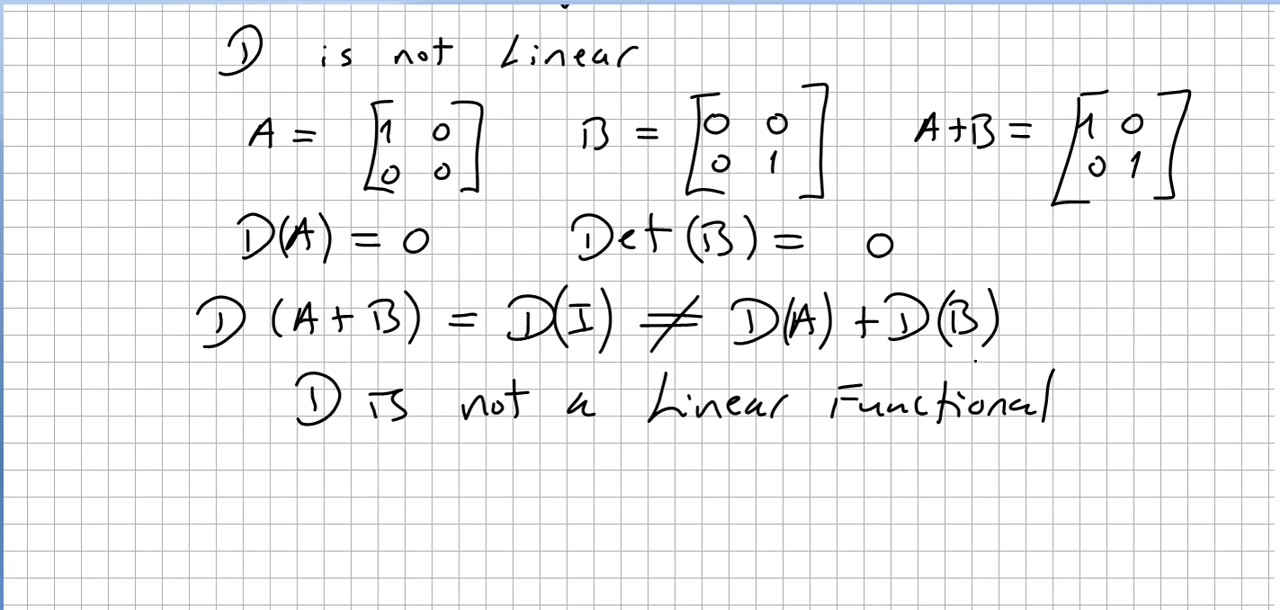 D is not Linear
A = [1 0 0 0] B = [0 0 0 1] A+B = [1 0 0 1]
D(A) = 0 Det(B) = 0
D(A+B) = D(I) ≠ D(A) + D(B)
D is not a Linear Functional